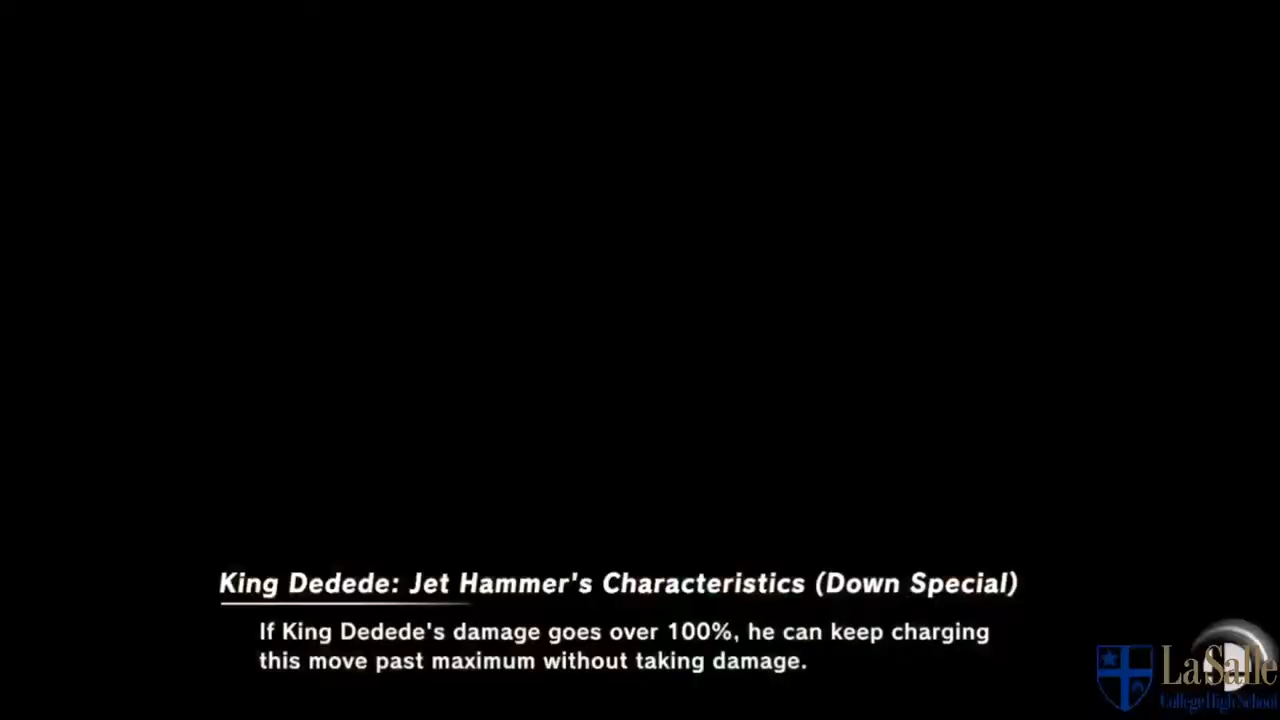 King Dedede: Jet Hammer's Characteristics (Down Special)
If King Dedede's damage goes over 100%, he can keep charging
this move past maximum without taking damage.
LaSalle
College High School